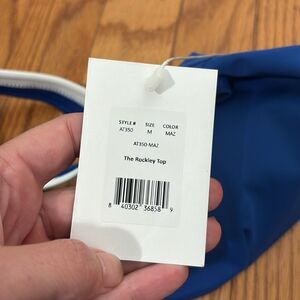 STYLE # SIZE COLOR
AT350 M MAZ
AT350-MAZ
The Rockley Top
8 40302 36858 9